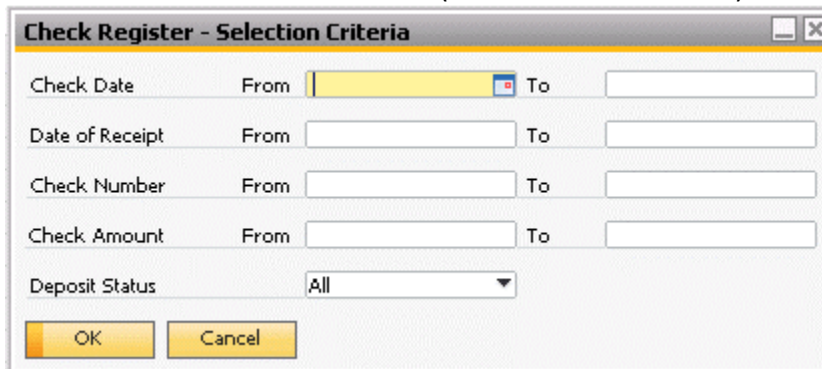 Check Register - Selection Criteria
Check Date From To
Date of Receipt From To
Check Number From To
Check Amount From To
Deposit Status All
OK Cancel